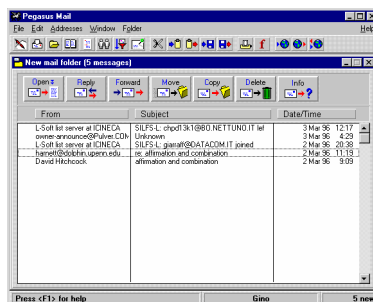 Pegasus Mail
File Edit Addresses Window Folder Help
New mail folder (5 messages)
Open Reply Forward Move Copy Delete Info
From Subject Date/Time
L-Soft list server at ICINECA SILFS-L: chpd13k1@BO.NETTUNO.IT lef 3 Mar 96 12:17
owner-announce@Pulver.COM Unknown 3 Mar 96 4:29
L-Soft list server at ICINECA SILFS-L: giarraff@DATACOM.IT joined 2 Mar 96 20:38
harnett@dolphin.upenn.edu re: affirmation and combination 2 Mar 96 11:19
David Hitchcock affirmation and combination 2 Mar 96 9:09
Press <F1> for help Gino 5 new